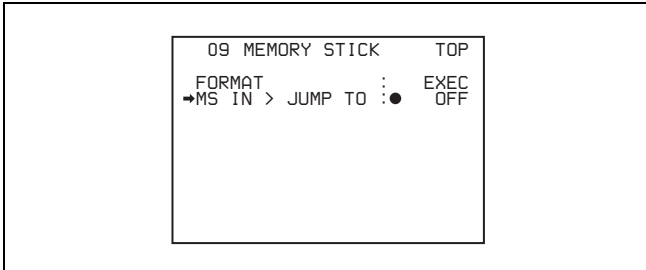 09 MEMORY STICK TOP
FORMAT : EXEC
➡MS IN > JUMP TO :● OFF